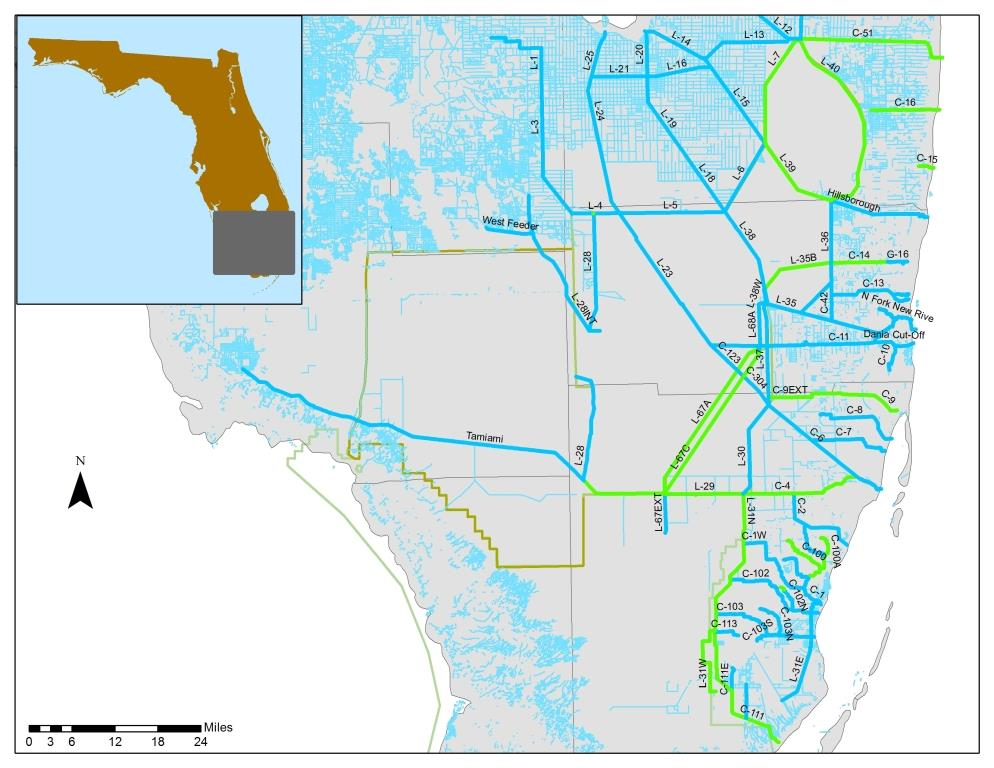 L-12
L-14
L-13
C-51
L-20
L-25
L-1
L-7
L-40
L-21
L-16
L-15
C-16
L-24
L-3
L-19
C-15
L-39
L-18
L-6
L-4
L-5
Hillsborough
West Feeder
L-38
L-36
L-28
L-23
L-35B
C-14
G-16
C-13
L-28INT
L-38W
L-35
C-42
N Fork New Rive
L-68A
Dania Cut-Off
C-11
C-10
C-123
L-37
C-304
C-9EXT
C-9
L-67A
C-8
C-7
C-6
Tamiami
L-28
L-67C
L-30
L-29
C-4
L-67EXT
L-31N
C-2
N
C-1W
C-100
C-100A
C-102
C-102N
C-1
C-103
C-113
C-103S
C-103N
L-31W
C-111E
L-31E
C-111
Miles
0 3 6 12 18 24